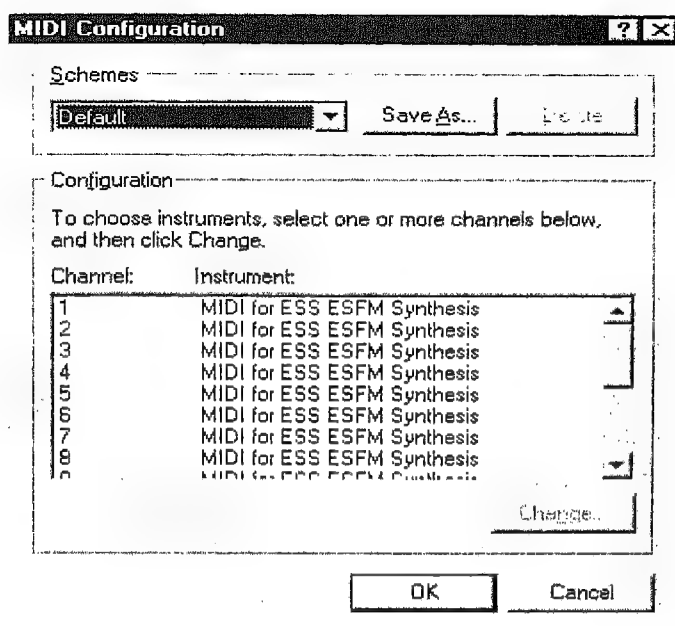 MIDI Configuration ? ×
Schemes
Default Save As...
Configuration
To choose instruments, select one or more channels below,
and then click Change.
Channel: Instrument:
1 MIDI for ESS ESFM Synthesis
2 MIDI for ESS ESFM Synthesis
3 MIDI for ESS ESFM Synthesis
4 MIDI for ESS ESFM Synthesis
5 MIDI for ESS ESFM Synthesis
6 MIDI for ESS ESFM Synthesis
7 MIDI for ESS ESFM Synthesis
8 MIDI for ESS ESFM Synthesis
Change...
OK Cancel